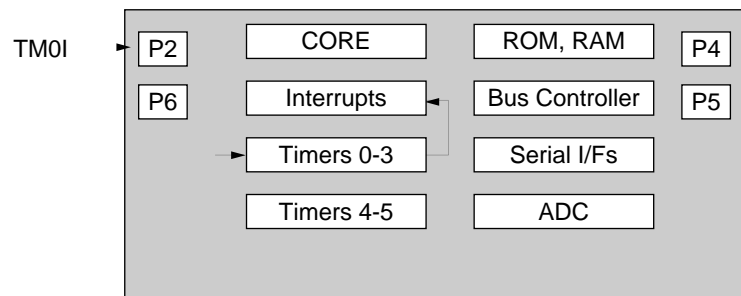 TM0I
P2
CORE
ROM, RAM
P4
P6
Interrupts
Bus Controller
P5
Timers 0-3
Serial I/Fs
Timers 4-5
ADC